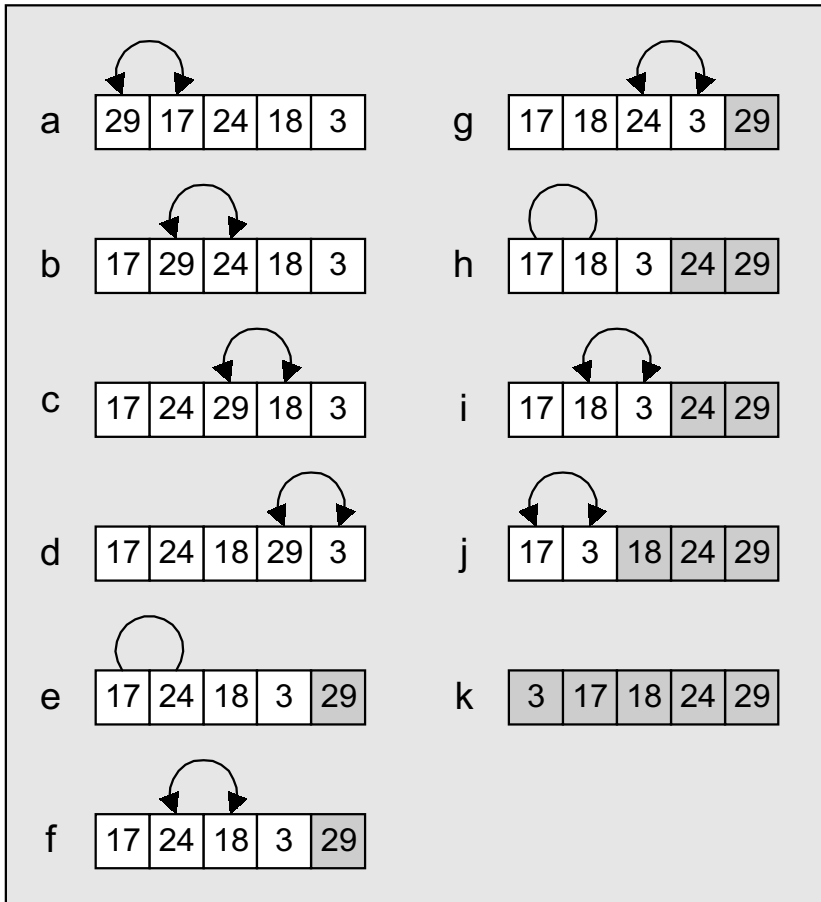 a 29 17 24 18 3
b 17 29 24 18 3
c 17 24 29 18 3
d 17 24 18 29 3
e 17 24 18 3 29
f 17 24 18 3 29
g 17 18 24 3 29
h 17 18 3 24 29
i 17 18 3 24 29
j 17 3 18 24 29
k 3 17 18 24 29